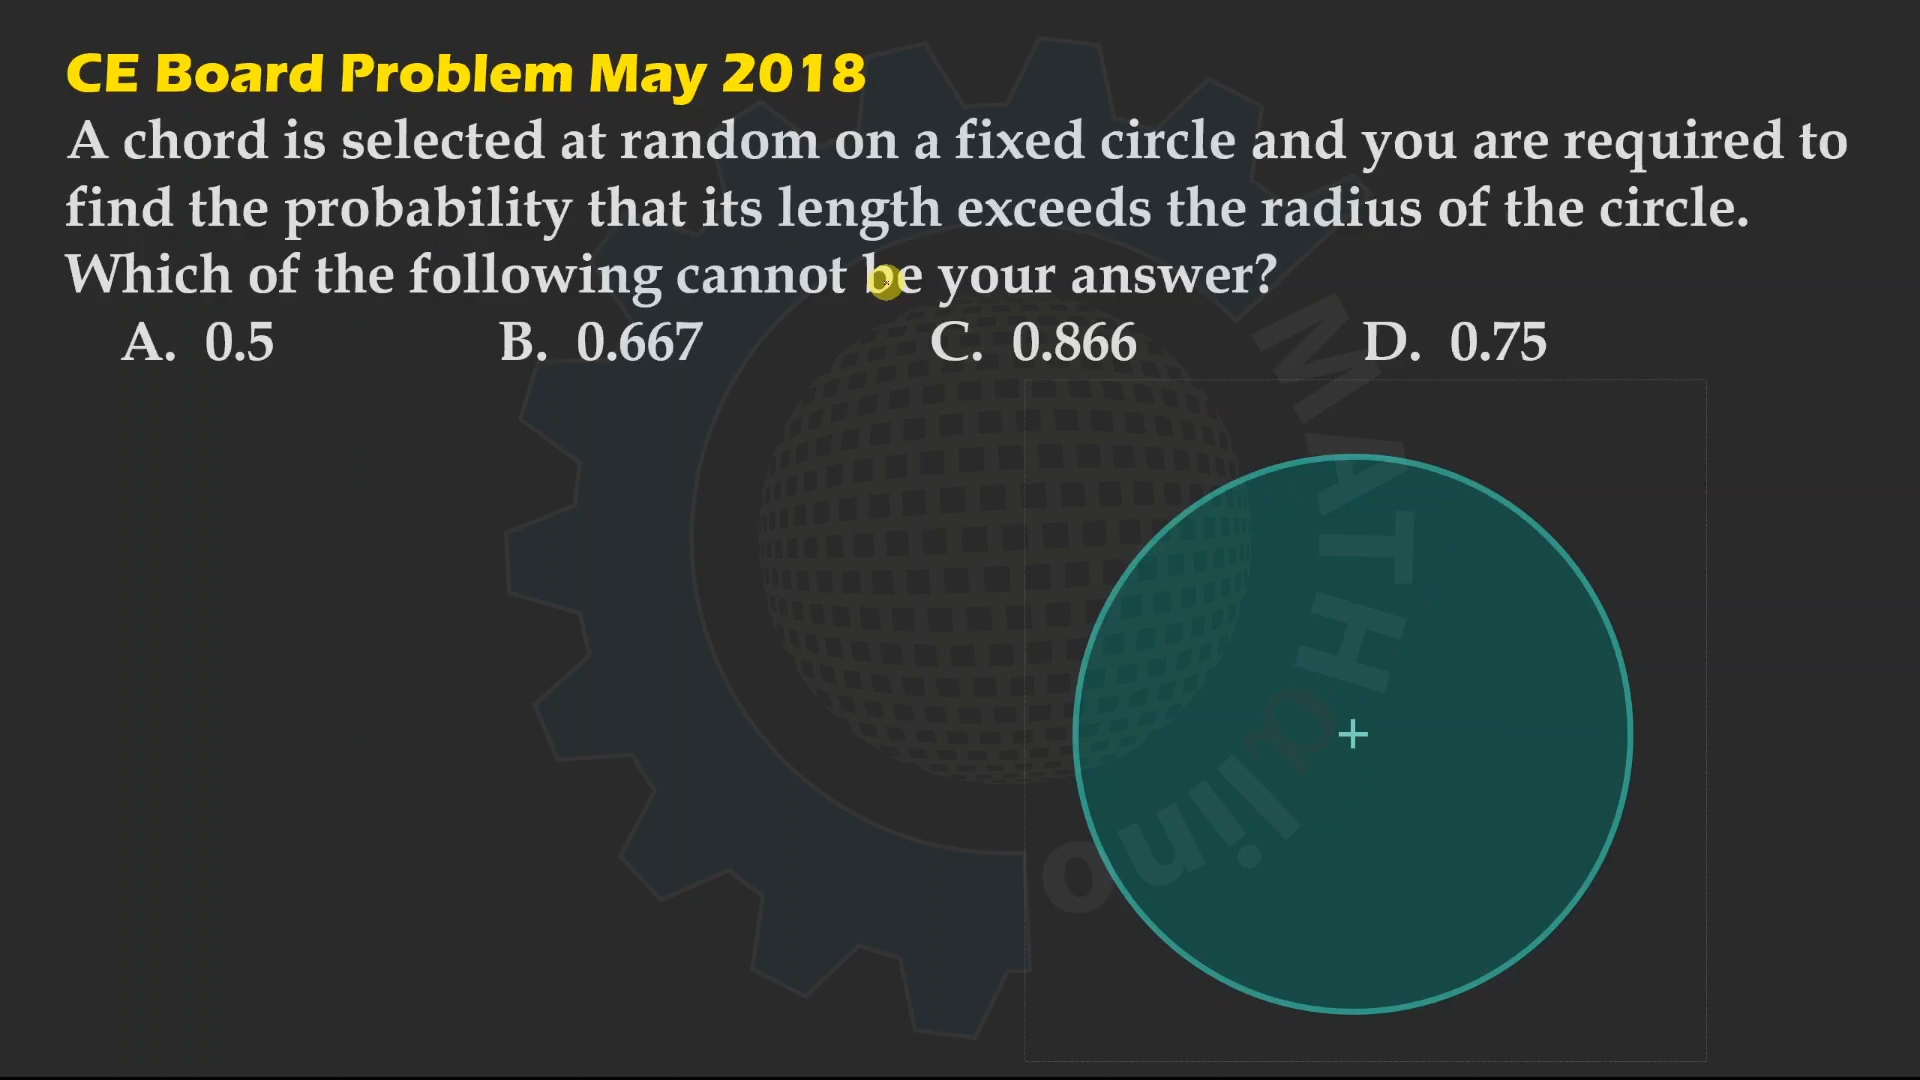 CE Board Problem May 2018
A chord is selected at random on a fixed circle and you are required to
find the probability that its length exceeds the radius of the circle.
Which of the following cannot be your answer?
A. 0.5 B. 0.667 C. 0.866 D. 0.75
MATHalino